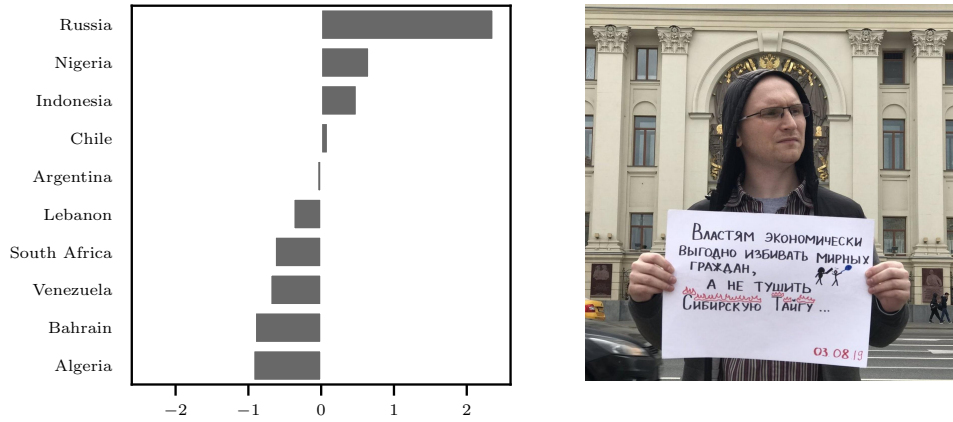 Russia
Nigeria
Indonesia
Chile
Argentina
Lebanon
South Africa
Venezuela
Bahrain
Algeria
−2 −1 0 1 2
Властям экономически
выгодно избивать мирных
граждан,
а не тушить
Сибирскую Тайгу...
03 08 19